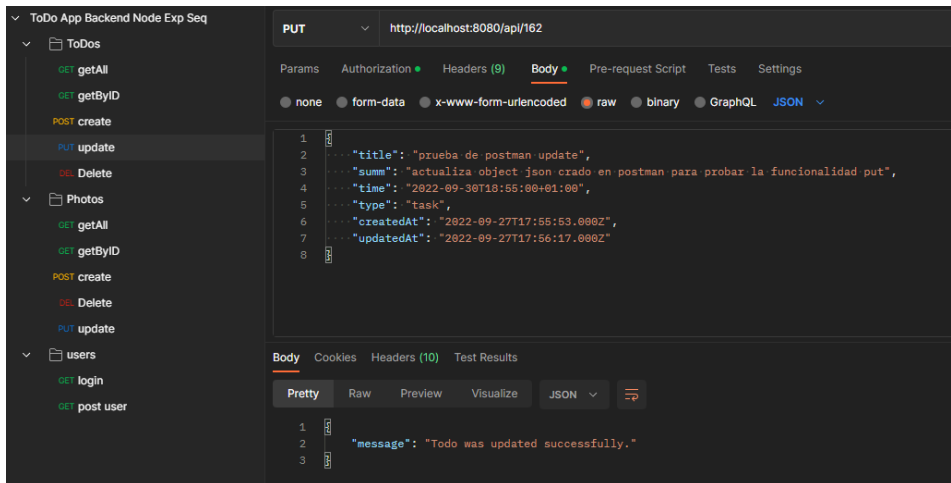 ToDo App Backend Node Exp Seq
ToDos
GET getAll
GET getByID
POST create
PUT update
DEL Delete
Photos
GET getAll
GET getByID
POST create
DEL Delete
PUT update
users
GET login
GET post user
PUT http://localhost:8080/api/162
Params Authorization Headers (9) Body Pre-request Script Tests Settings
none form-data x-www-form-urlencoded raw binary GraphQL JSON
1 {
2 "title": "prueba de postman update",
3 "summ": "actualiza object json crado en postman para probar la funcionalidad put",
4 "time": "2022-09-30T18:55:00+01:00",
5 "type": "task",
6 "createdAt": "2022-09-27T17:55:53.000Z",
7 "updatedAt": "2022-09-27T17:56:17.000Z"
8 }
Body Cookies Headers (10) Test Results
Pretty Raw Preview Visualize JSON
1 {
2 "message": "Todo was updated successfully."
3 }